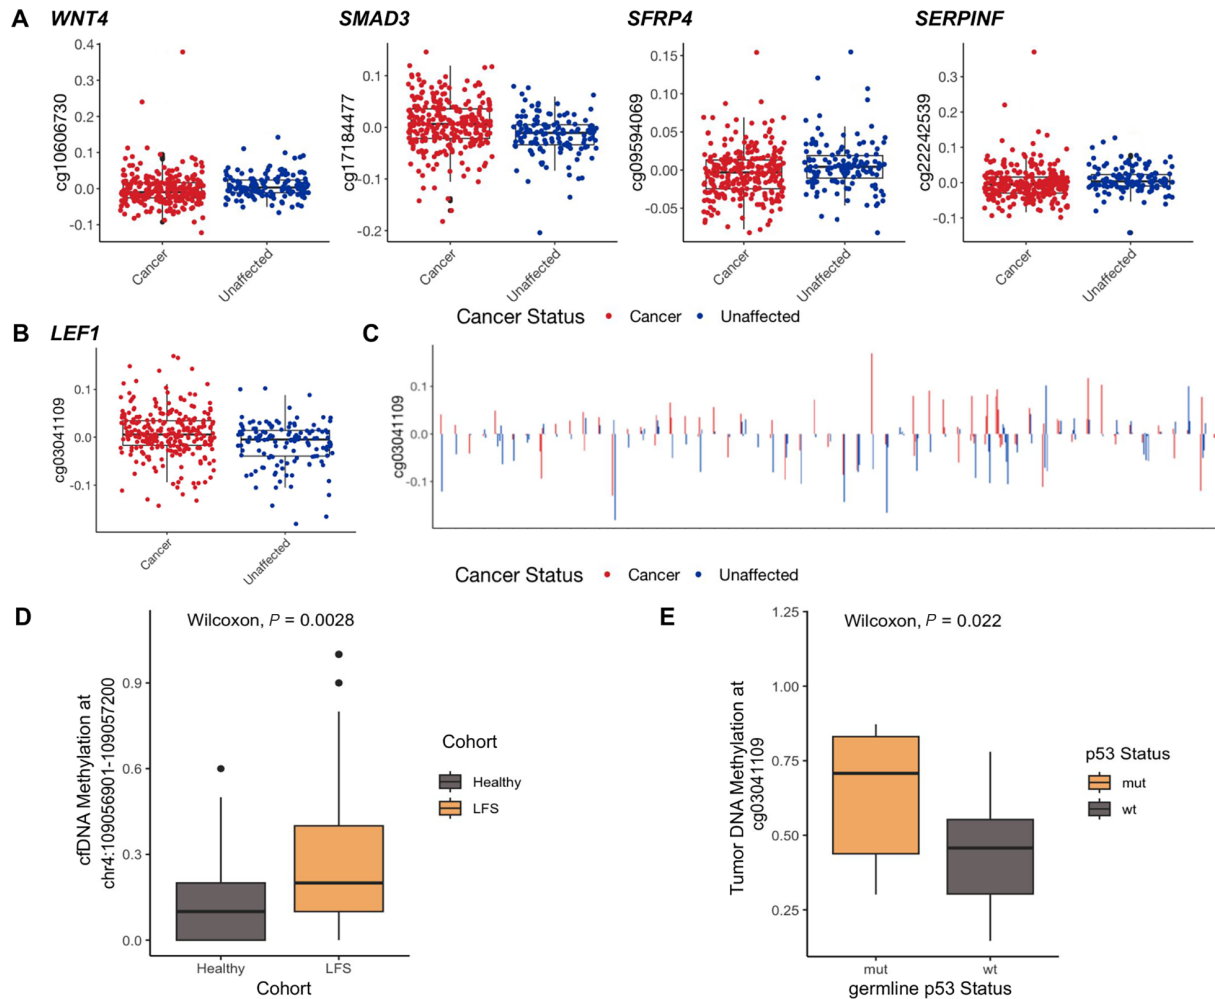 A
WNT4
SMAD3
SFRP4
SERPINF
cg10606730
0.4
0.3
0.2
0.1
0.0
-0.1
Cancer
Unaffected
cg17184477
0.1
0.0
-0.1
-0.2
Cancer
Unaffected
cg09594069
0.15
0.10
0.05
0.00
-0.05
Cancer
Unaffected
cg22242539
0.3
0.2
0.1
0.0
-0.1
Cancer
Unaffected
Cancer Status
Cancer
Unaffected
B
LEF1
cg03041109
0.1
0.0
-0.1
Cancer
Unaffected
C
cg03041109
0.1
0.0
-0.1
Cancer Status
Cancer
Unaffected
D
Wilcoxon, P = 0.0028
cfDNA Methylation at
chr4:109056901-109057200
0.9
0.6
0.3
0.0
Healthy
LFS
Cohort
Cohort
Healthy
LFS
E
Wilcoxon, P = 0.022
Tumor DNA Methylation at
cg03041109
1.25
1.00
0.75
0.50
0.25
mut
wt
germline p53 Status
p53 Status
mut
wt